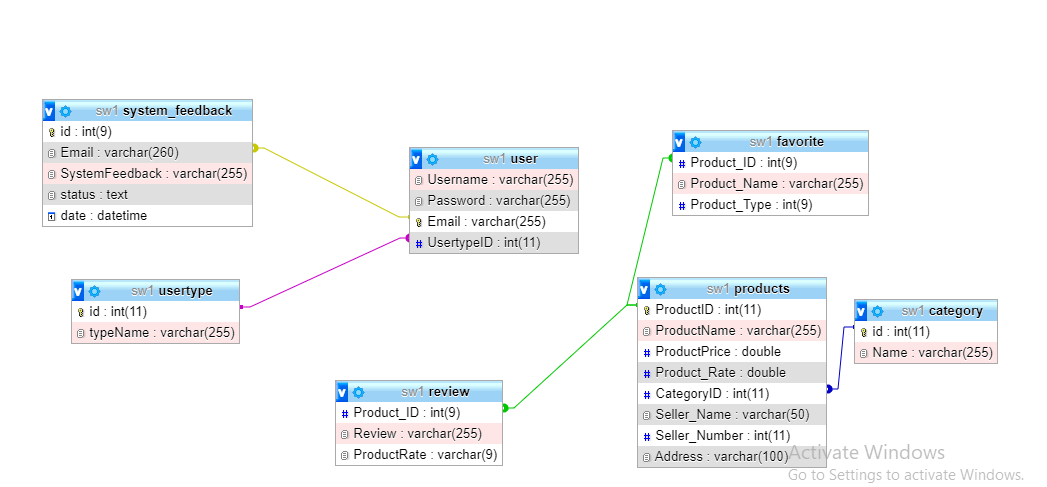 sw1 system_feedback
id : int(9)
Email : varchar(260)
SystemFeedback : varchar(255)
status : text
date : datetime
sw1 user
Username : varchar(255)
Password : varchar(255)
Email : varchar(255)
UsertypeID : int(11)
sw1 favorite
Product_ID : int(9)
Product_Name : varchar(255)
Product_Type : int(9)
sw1 usertype
id : int(11)
typeName : varchar(255)
sw1 products
ProductID : int(11)
ProductName : varchar(255)
ProductPrice : double
Product_Rate : double
CategoryID : int(11)
Seller_Name : varchar(50)
Seller_Number : int(11)
Address : varchar(100)
sw1 category
id : int(11)
Name : varchar(255)
sw1 review
Product_ID : int(9)
Review : varchar(255)
ProductRate : varchar(9)
Activate Windows
Go to Settings to activate Windows.